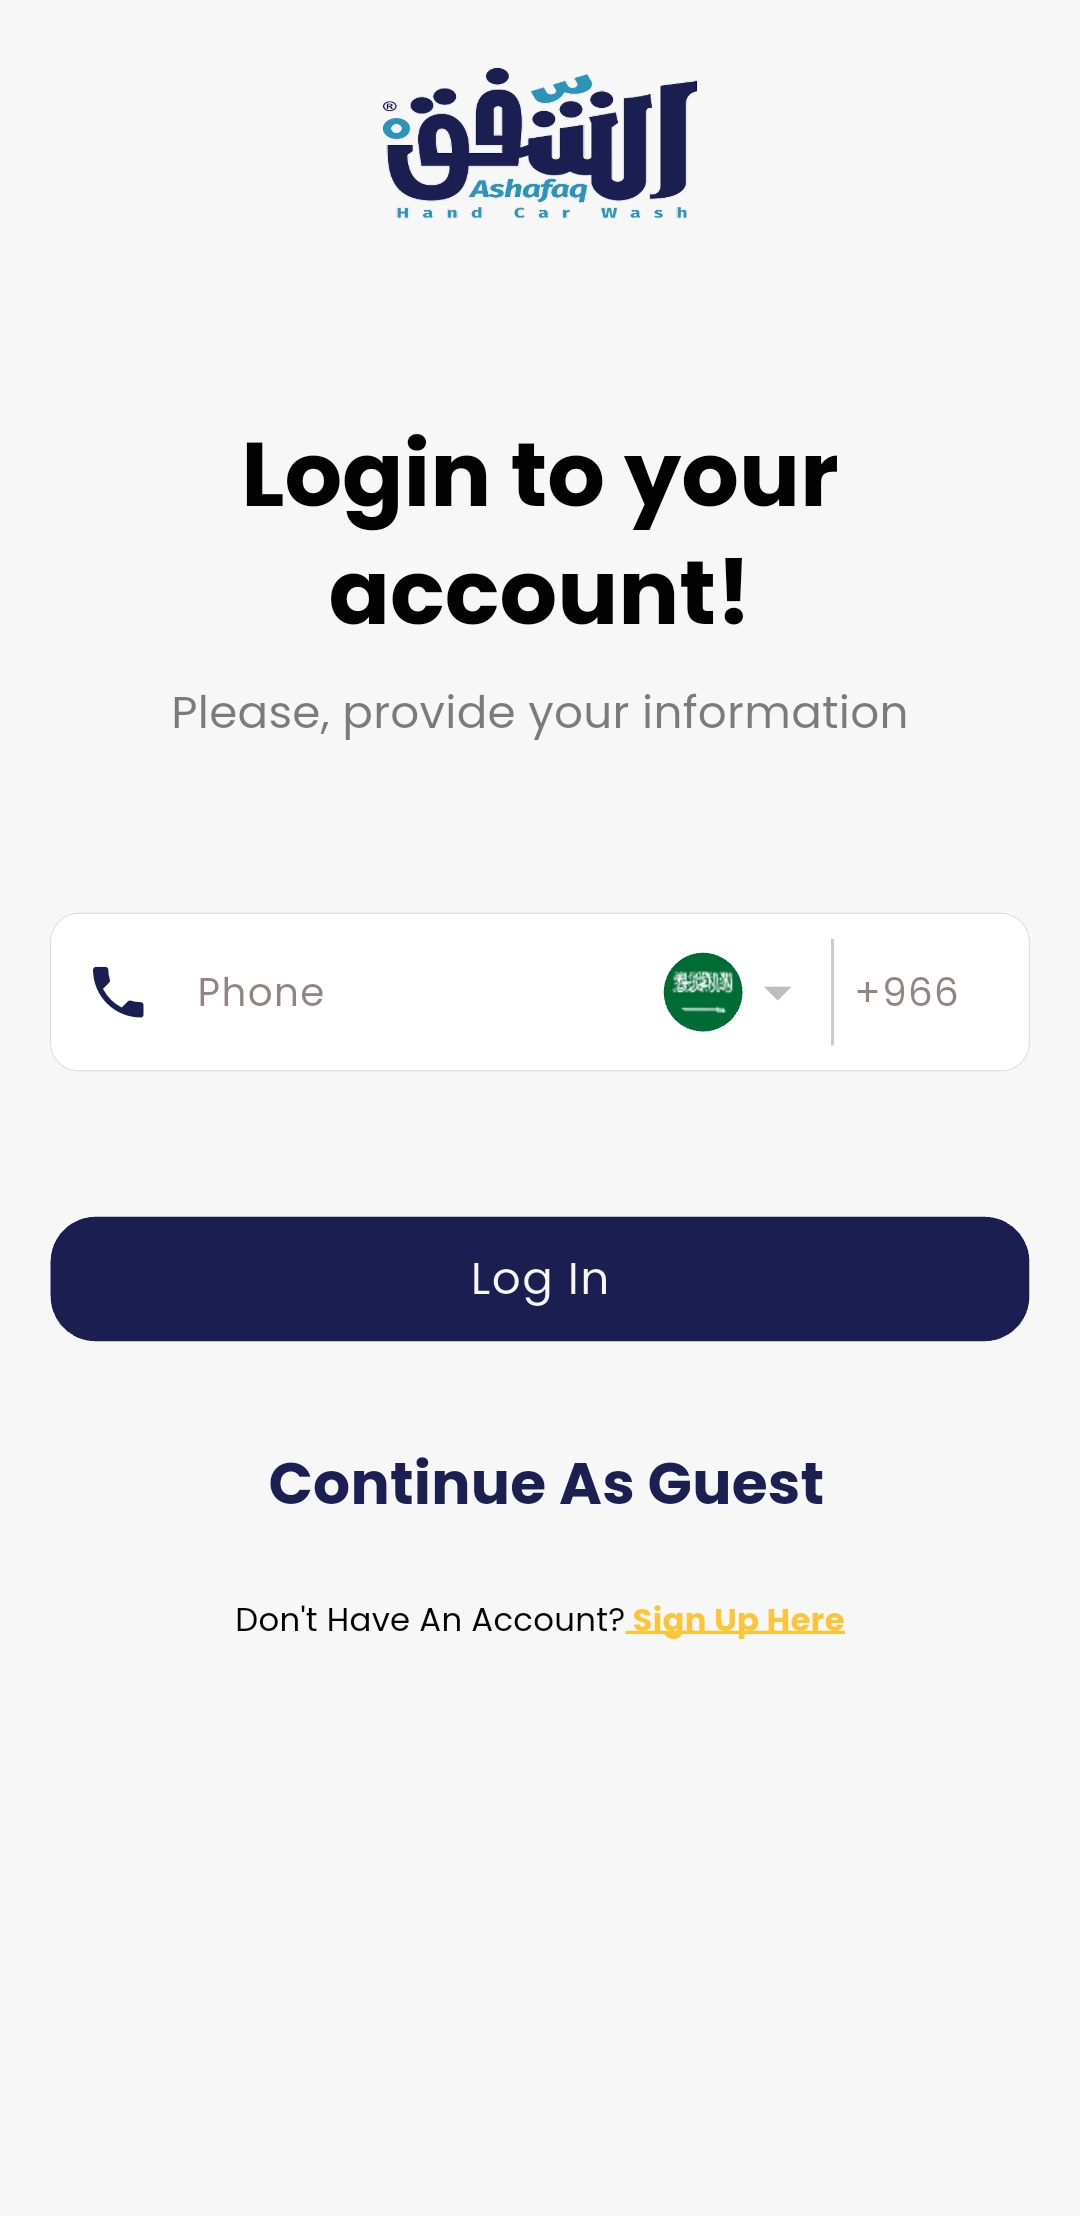 الشفق
®
Ashafaq
Hand Car Wash
Login to your
account!
Please, provide your information
Phone
+966
Log In
Continue As Guest
Don't Have An Account? Sign Up Here